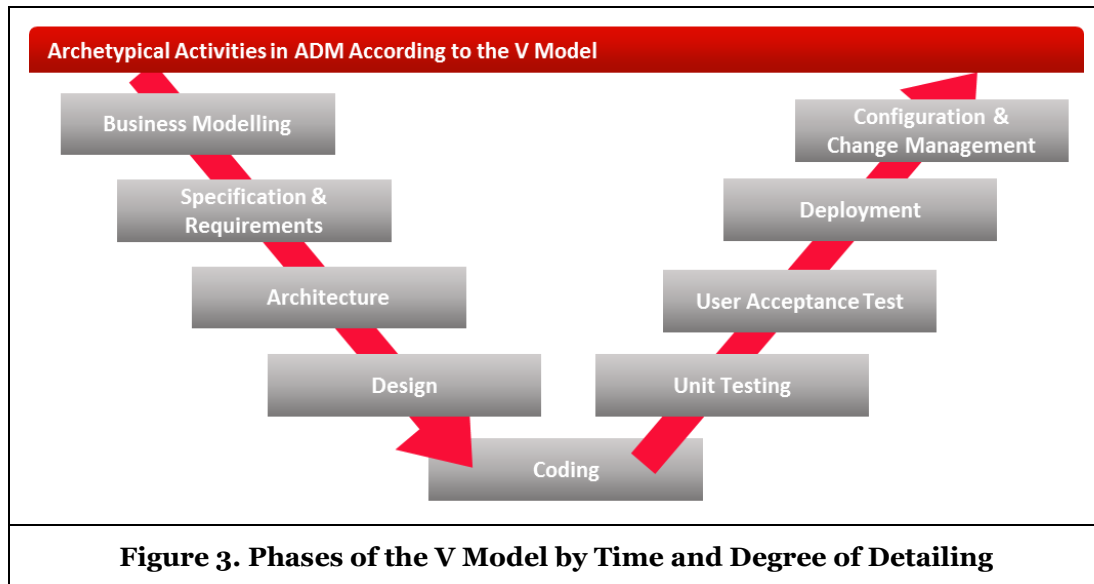 Archetypical Activities in ADM According to the V Model
Business Modelling
Specification &
Requirements
Architecture
Design
Coding
Unit Testing
User Acceptance Test
Deployment
Configuration &
Change Management
Figure 3. Phases of the V Model by Time and Degree of Detailing